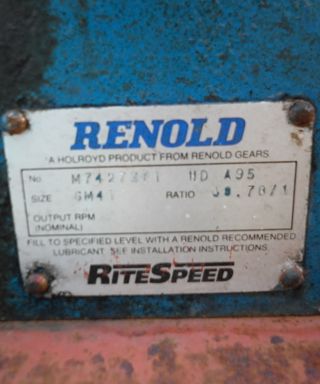 RENOLD
A HOLROYD PRODUCT FROM RENOLD GEARS
No. UD A95
SIZE RATIO
OUTPUT RPM
(NOMINAL)
FILL TO SPECIFIED LEVEL WITH A RENOLD RECOMMENDED
LUBRICANT. SEE INSTALLATION INSTRUCTIONS.
RITESPEED